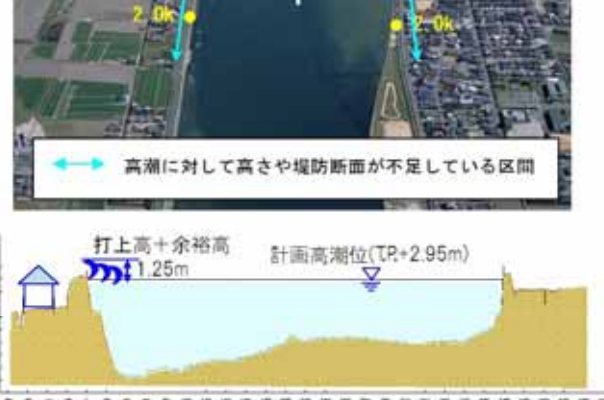 2.0k
2.0k
高潮に対して高さや堤防断面が不足している区間
打上高＋余裕高
1.25m
計画高潮位(T.P.+2.95m)